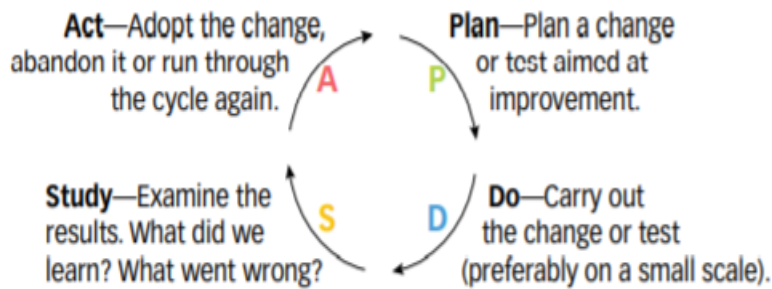 Act—Adopt the change,
abandon it or run through
the cycle again.
A
Plan—Plan a change
or test aimed at
improvement.
P
Do—Carry out
the change or test
(preferably on a small scale).
D
Study—Examine the
results. What did we
learn? What went wrong?
S